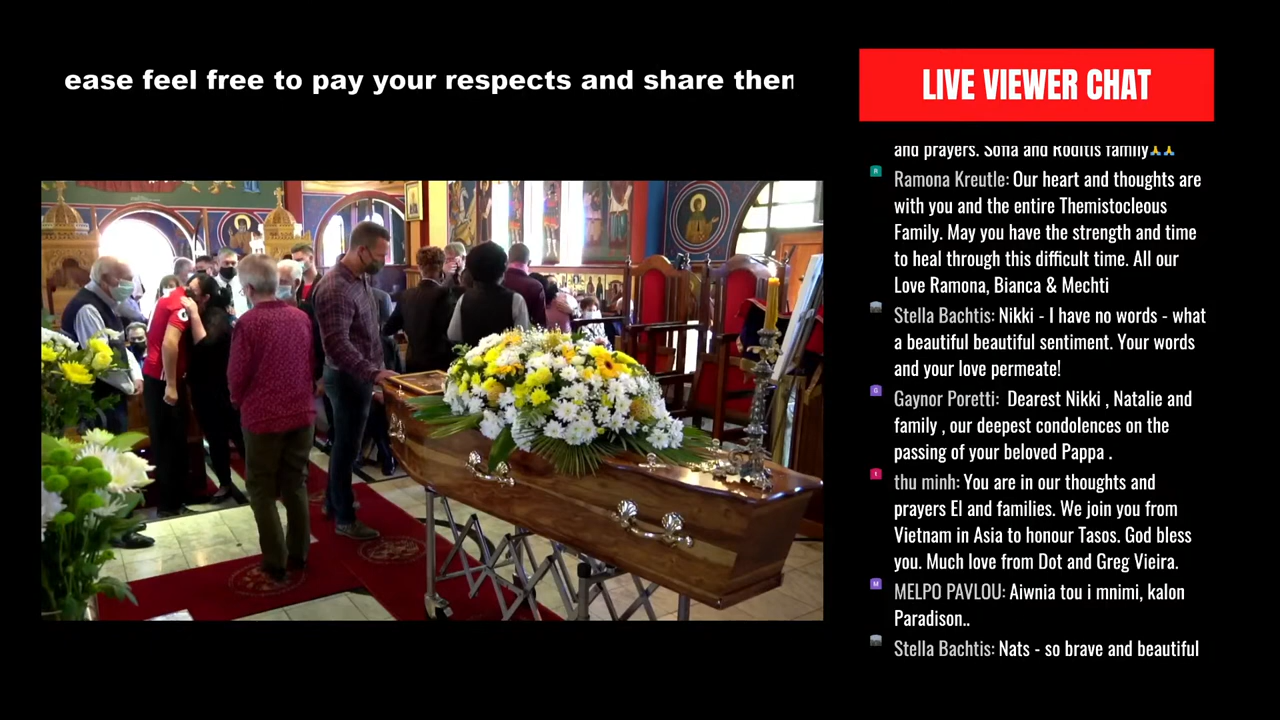 ease feel free to pay your respects and share then
LIVE VIEWER CHAT
and prayers. Sofia and Roditis family🙏🙏
Ramona Kreutle: Our heart and thoughts are
with you and the entire Themistocleous
Family. May you have the strength and time
to heal through this difficult time. All our
Love Ramona, Bianca & Mechti
Stella Bachtis: Nikki - I have no words - what
a beautiful beautiful sentiment. Your words
and your love permeate!
Gaynor Poretti: Dearest Nikki , Natalie and
family , our deepest condolences on the
passing of your beloved Pappa .
thu minh: You are in our thoughts and
prayers El and families. We join you from
Vietnam in Asia to honour Tasos. God bless
you. Much love from Dot and Greg Vieira.
MELPO PAVLOU: Aiwnia tou i mnimi, kalon
Paradison..
Stella Bachtis: Nats - so brave and beautiful